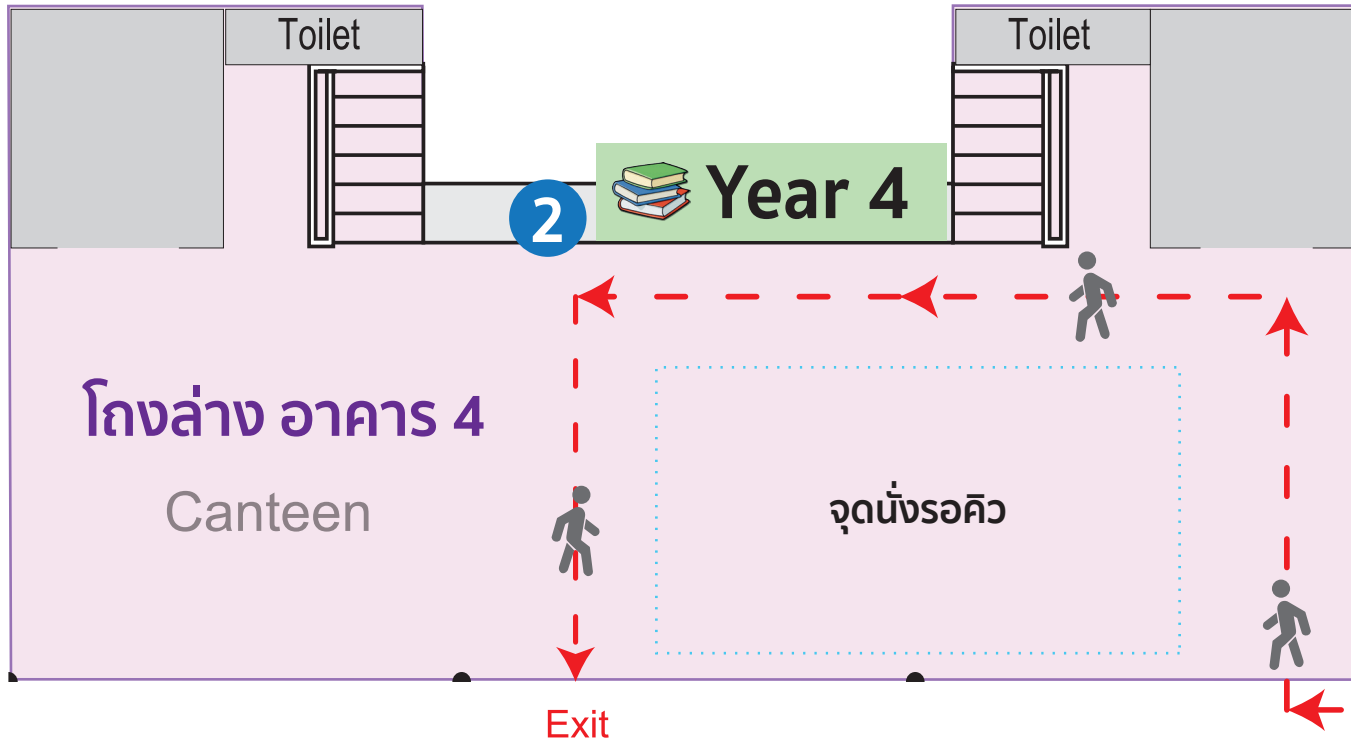 Toilet
Toilet
2
Year 4
โถงล่าง อาคาร 4
Canteen
จุดนั่งรอคิว
Exit